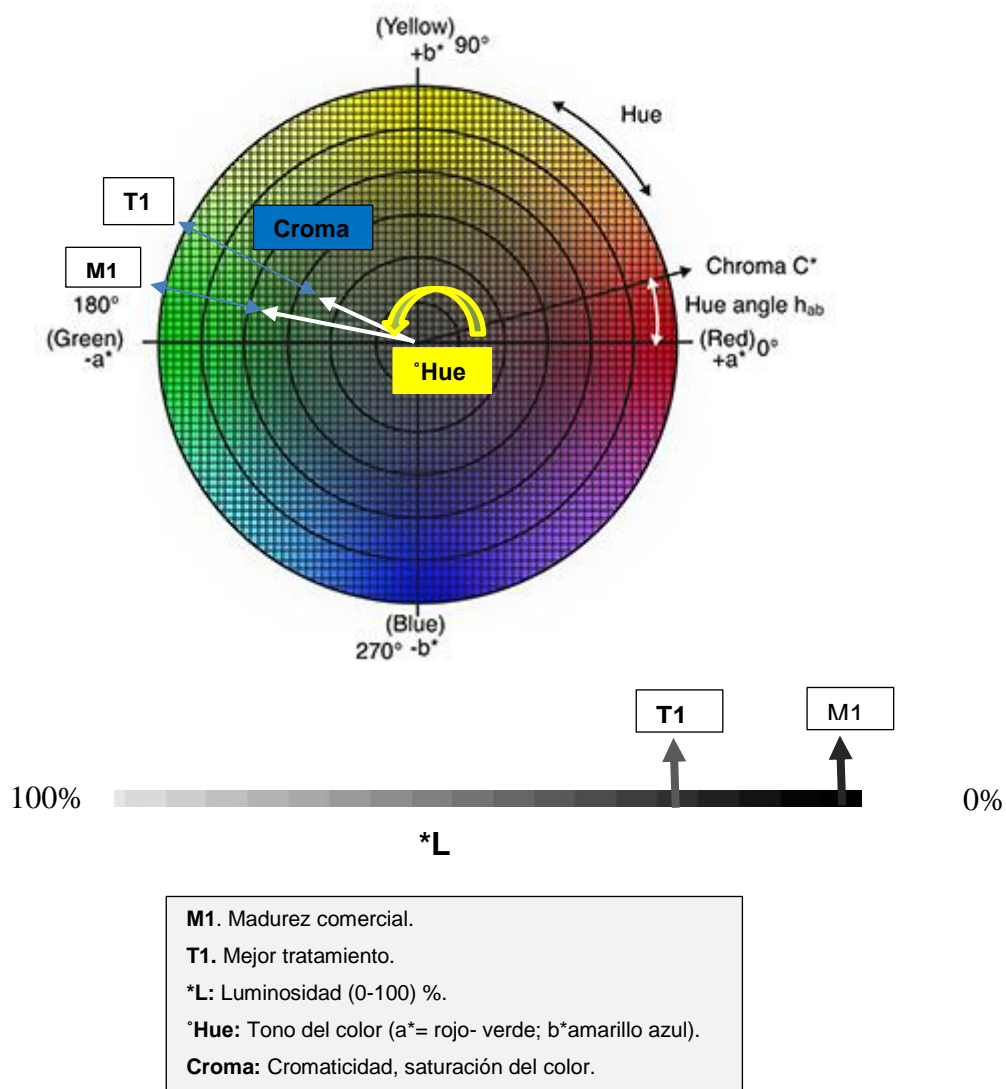 (Yellow)
+b* 90°
Hue
T1
Croma
M1
Chroma C*
180°
Hue angle hab
(Green)
-a*
(Red) 0°
+a*
°Hue
(Blue)
270° -b*
T1
M1
100%
0%
*L
M1. Madurez comercial.
T1. Mejor tratamiento.
*L: Luminosidad (0-100) %.
°Hue: Tono del color (a*= rojo- verde; b*amarillo azul).
Croma: Cromaticidad, saturación del color.